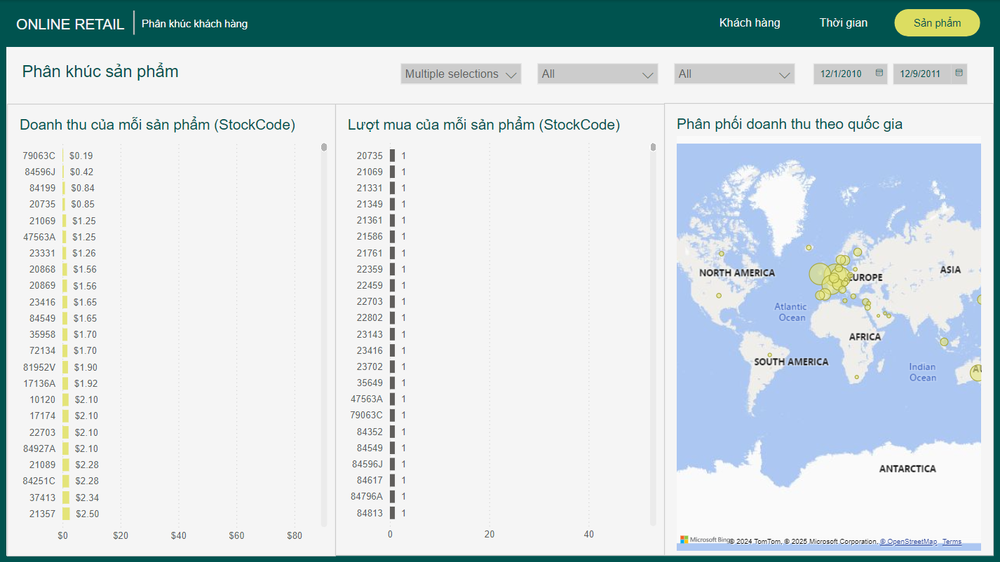 ONLINE RETAIL
Phân khúc khách hàng
Khách hàng
Thời gian
Sản phẩm
Phân khúc sản phẩm
Multiple selections
All
All
12/1/2010
12/9/2011
Doanh thu của mỗi sản phẩm (StockCode)
79063C $0.19
84596J $0.42
84199 $0.84
20735 $0.85
21069 $1.25
47563A $1.25
23331 $1.26
20868 $1.56
20869 $1.56
23416 $1.65
84549 $1.65
35958 $1.70
72134 $1.70
81952V $1.90
17136A $1.92
10120 $2.10
17174 $2.10
22703 $2.10
84927A $2.10
21089 $2.28
84251C $2.28
37413 $2.34
21357 $2.50
$0 $20 $40 $60 $80
Lượt mua của mỗi sản phẩm (StockCode)
20735 1
21069 1
21331 1
21349 1
21361 1
21586 1
21761 1
22359 1
22459 1
22703 1
22802 1
23143 1
23416 1
23702 1
35649 1
47563A 1
79063C 1
84352 1
84549 1
84596J 1
84617 1
84796A 1
84813 1
0 20 40
Phân phối doanh thu theo quốc gia
NORTH AMERICA
EUROPE
ASIA
Atlantic
Ocean
AFRICA
SOUTH AMERICA
Indian
Ocean
ANTARCTICA
Microsoft Bing
© 2024 TomTom, © 2025 Microsoft Corporation, © OpenStreetMap Terms